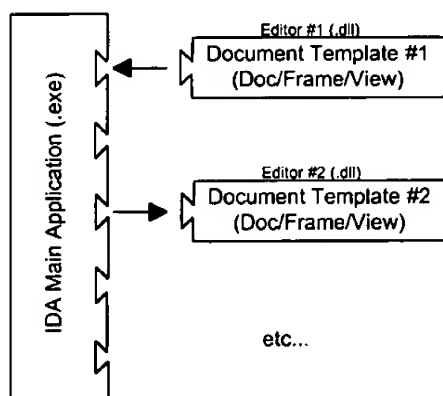 Editor #1 (.dll)
Document Template #1
(Doc/Frame/View)
IDA Main Application (.exe)
Editor #2 (.dll)
Document Template #2
(Doc/Frame/View)
etc...